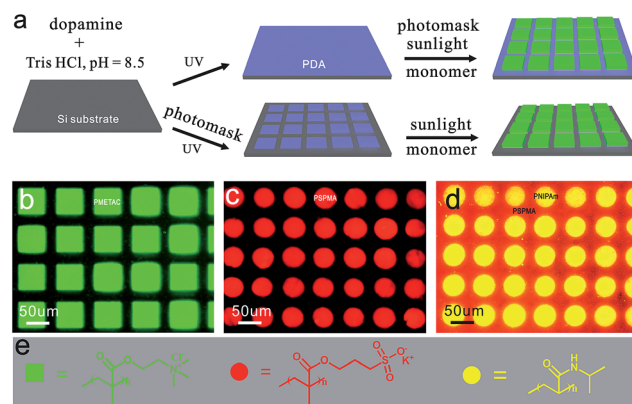 a
dopamine
+
Tris HCl, pH = 8.5
Si substrate
UV
photomask
UV
PDA
photomask
sunlight
monomer
sunlight
monomer
b
PMETAC
50um
c
PSPMA
50um
d
PNIPAm
PSPMA
50um
e
=
=
O
O
n
O
O
S
O
O
O⁻
K⁺
n
=
O
H
N
n